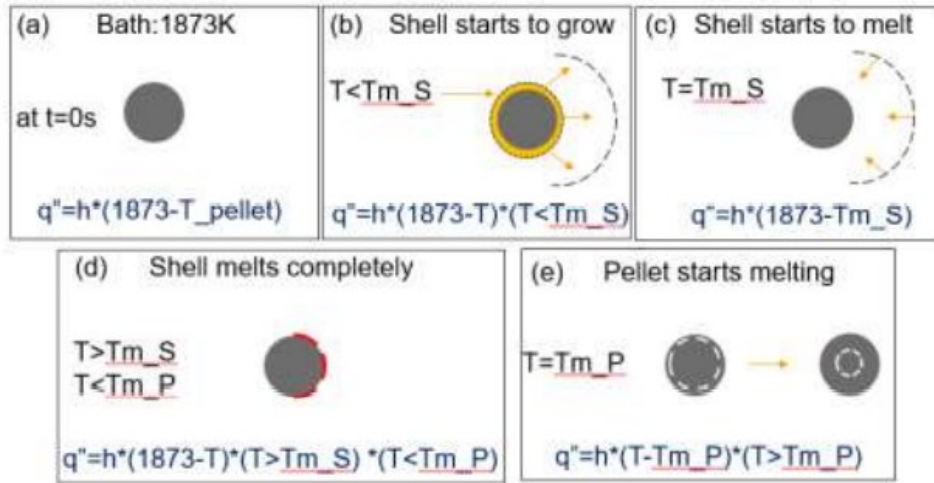 (a) Bath:1873K
at t=0s
q"=h*(1873-T_pellet)
(b) Shell starts to grow
T<Tm_S
q"=h*(1873-T)*(T<Tm_S)
(c) Shell starts to melt
T=Tm_S
q"=h*(1873-Tm_S)
(d) Shell melts completely
T>Tm_S
T<Tm_P
q"=h*(1873-T)*(T>Tm_S) *(T<Tm_P)
(e) Pellet starts melting
T=Tm_P
q"=h*(T-Tm_P)*(T>Tm_P)